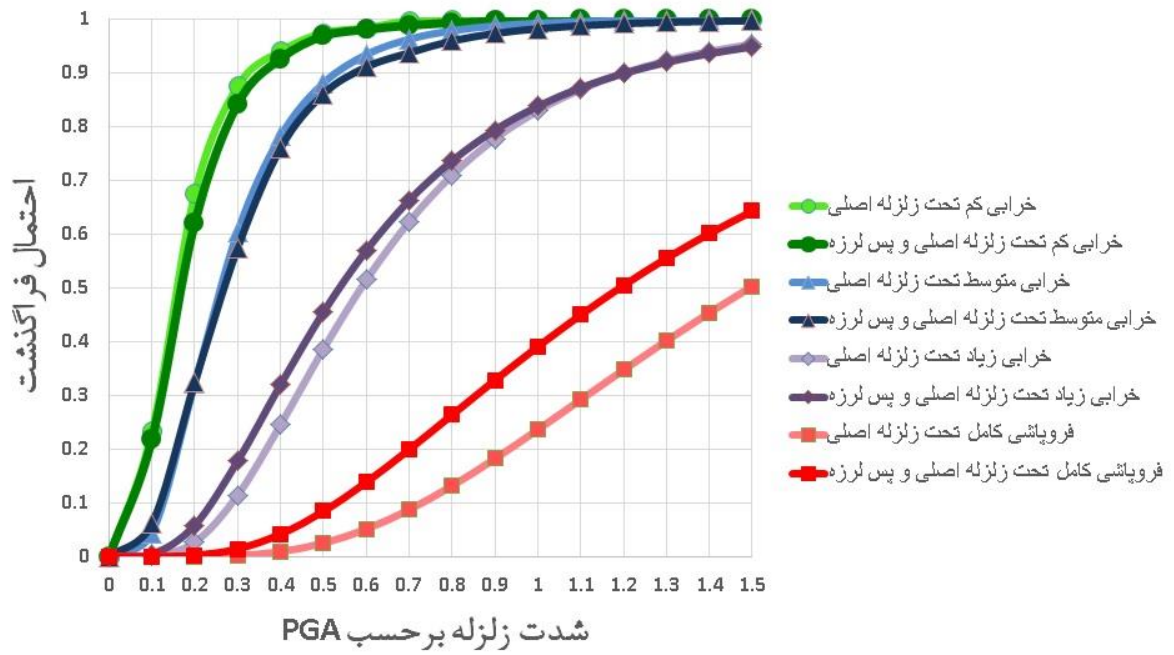 1
0.9
0.8
0.7
0.6
0.5
0.4
0.3
0.2
0.1
0
احتمال فراگذشت
0 0.1 0.2 0.3 0.4 0.5 0.6 0.7 0.8 0.9 1 1.1 1.2 1.3 1.4 1.5
شدت زلزله برحسب PGA
خرابی کم تحت زلزله اصلی
خرابی کم تحت زلزله اصلی و پس لرزه
خرابی متوسط تحت زلزله اصلی
خرابی متوسط تحت زلزله اصلی و پس لرزه
خرابی زیاد تحت زلزله اصلی
خرابی زیاد تحت زلزله اصلی و پس لرزه
فروپاشی کامل تحت زلزله اصلی
فروپاشی کامل تحت زلزله اصلی و پس لرزه